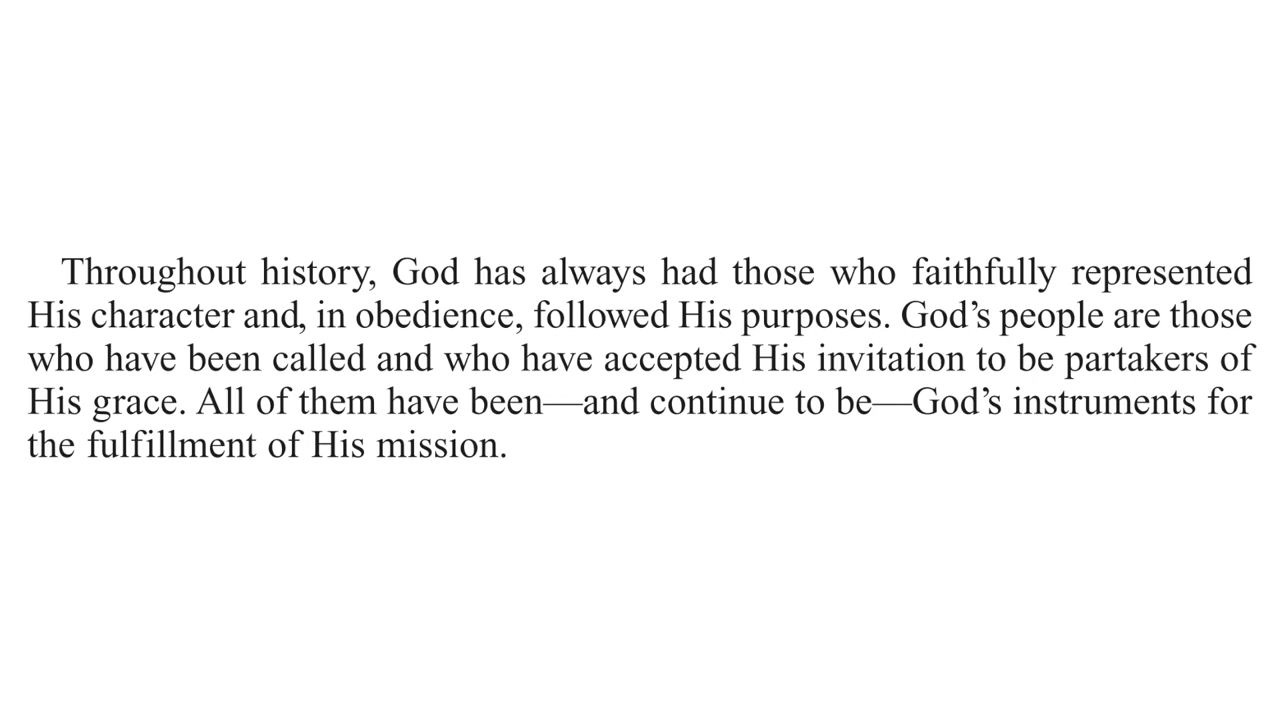 Throughout history, God has always had those who faithfully represented
His character and, in obedience, followed His purposes. God’s people are those
who have been called and who have accepted His invitation to be partakers of
His grace. All of them have been—and continue to be—God’s instruments for
the fulfillment of His mission.